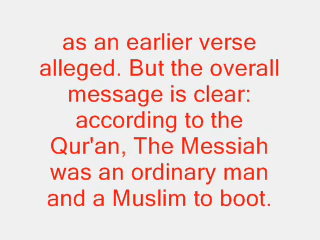 as an earlier verse
alleged. But the overall
message is clear:
according to the
Qur'an, The Messiah
was an ordinary man
and a Muslim to boot.